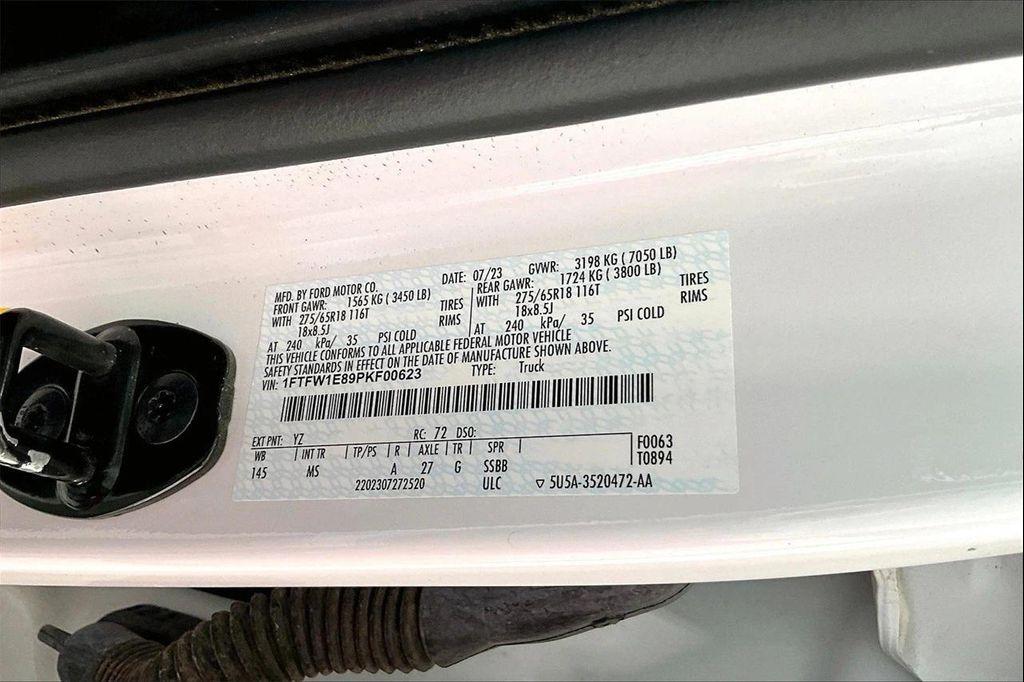 MFD. BY FORD MOTOR CO. DATE: 07/23 GVWR: 3198 KG ( 7050 LB)
FRONT GAWR: 1565 KG ( 3450 LB) REAR GAWR: 1724 KG ( 3800 LB)
WITH 275/65R18 116T TIRES WITH 275/65R18 116T TIRES
18x8.5J RIMS 18x8.5J RIMS
AT 240 kPa/ 35 PSI COLD AT 240 kPa/ 35 PSI COLD
THIS VEHICLE CONFORMS TO ALL APPLICABLE FEDERAL MOTOR VEHICLE
SAFETY STANDARDS IN EFFECT ON THE DATE OF MANUFACTURE SHOWN ABOVE.
VIN: 1FTFW1E89PKF00623 TYPE: Truck
EXT PNT: YZ RC: 72 DSO: F0063
WB INT TR TP/PS R AXLE TR SPR T0894
145 MS A 27 G SSBB
2202307272520 ULC ▽ 5U5A-3520472-AA